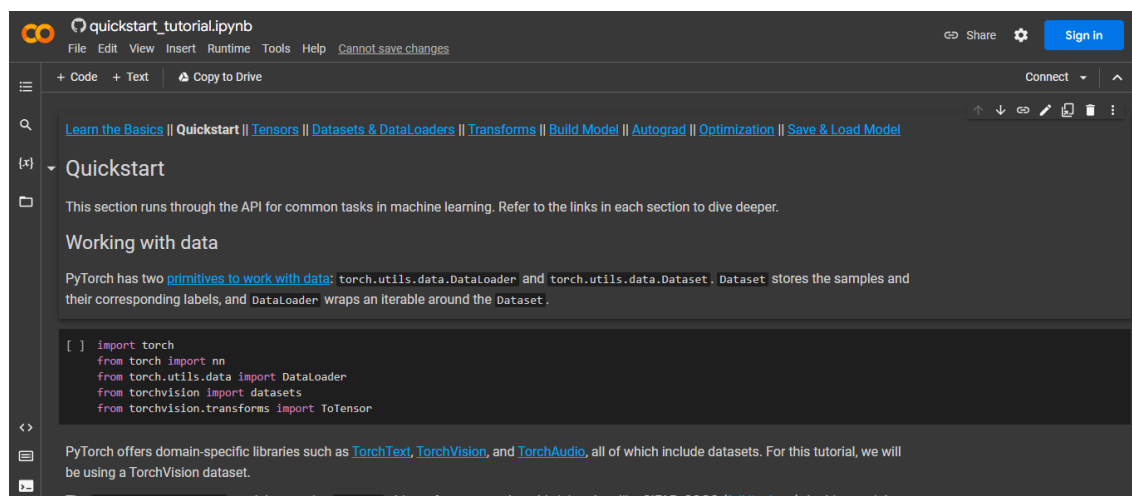 quickstart_tutorial.ipynb
File Edit View Insert Runtime Tools Help Cannot save changes
Share
Sign in
+ Code + Text Copy to Drive
Connect
Learn the Basics || Quickstart || Tensors || Datasets & DataLoaders || Transforms || Build Model || Autograd || Optimization || Save & Load Model
{x}
Quickstart
This section runs through the API for common tasks in machine learning. Refer to the links in each section to dive deeper.
Working with data
PyTorch has two primitives to work with data: torch.utils.data.DataLoader and torch.utils.data.Dataset. Dataset stores the samples and
their corresponding labels, and DataLoader wraps an iterable around the Dataset.
[ ] import torch
from torch import nn
from torch.utils.data import DataLoader
from torchvision import datasets
from torchvision.transforms import ToTensor
PyTorch offers domain-specific libraries such as TorchText, TorchVision, and TorchAudio, all of which include datasets. For this tutorial, we will
be using a TorchVision dataset.